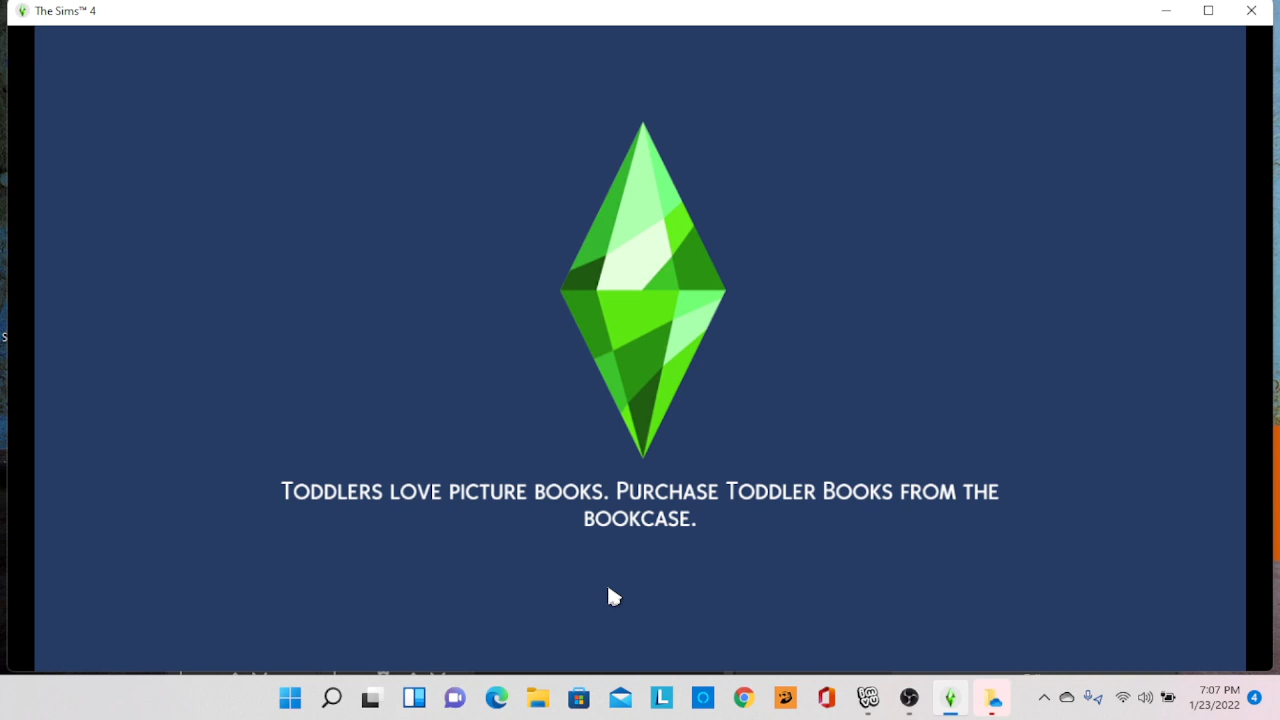 The Sims™ 4
Toddlers love picture books. Purchase Toddler Books from the
bookcase.
S
L
7:07 PM
1/23/2022
4